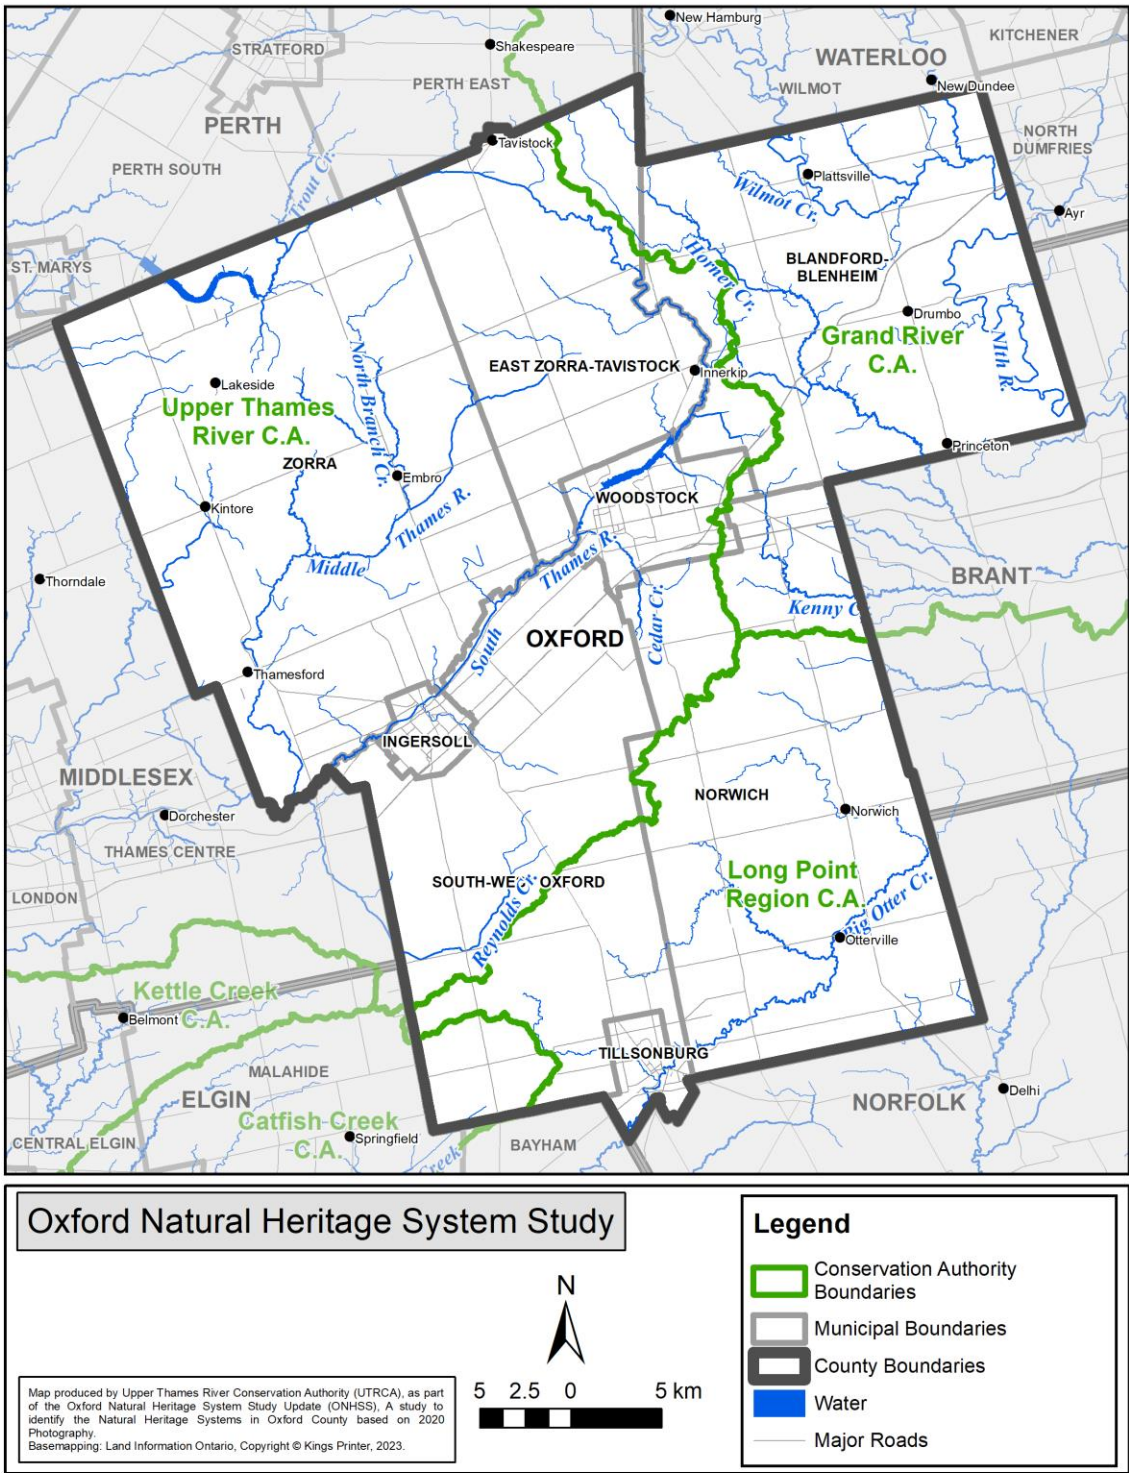 New Hamburg
KITCHENER
STRATFORD
Shakespeare
WATERLOO
PERTH EAST
WILMOT
New Dundee
PERTH
NORTH
DUMFRIES
Tavistock
PERTH SOUTH
Trout Cr.
Plattsville
Wilmot Cr.
Ayr
ST. MARYS
Horner Cr.
BLANDFORD-
BLENHEIM
Drumbo
Grand River
C.A.
NIth R.
North Branch Cr.
EAST ZORRA-TAVISTOCK
Innerkip
Lakeside
Upper Thames
River C.A.
ZORRA
Princeton
Embro
WOODSTOCK
Kintore
Thames R.
Middle
Thames R.
Thorndale
BRANT
Kenny C
Cedar Cr.
OXFORD
South
Thamesford
INGERSOLL
MIDDLESEX
NORWICH
Norwich
Dorchester
THAMES CENTRE
Long Point
Region C.A.
SOUTH-WE OXFORD
LONDON
Reynolds Cr.
Big Otter Cr.
Otterville
Kettle Creek
C.A.
Belmont
TILLSONBURG
MALAHIDE
ELGIN
NORFOLK
Delhi
Catfish Creek
C.A.
Springfield
CENTRAL ELGIN
BAYHAM
Creek
Oxford Natural Heritage System Study
N
5 2.5 0 5 km
Map produced by Upper Thames River Conservation Authority (UTRCA), as part
of the Oxford Natural Heritage System Study Update (ONHSS), A study to
identify the Natural Heritage Systems in Oxford County based on 2020
Photography.
Basemapping: Land Information Ontario, Copyright © Kings Printer, 2023.
Legend
Conservation Authority
Boundaries
Municipal Boundaries
County Boundaries
Water
Major Roads